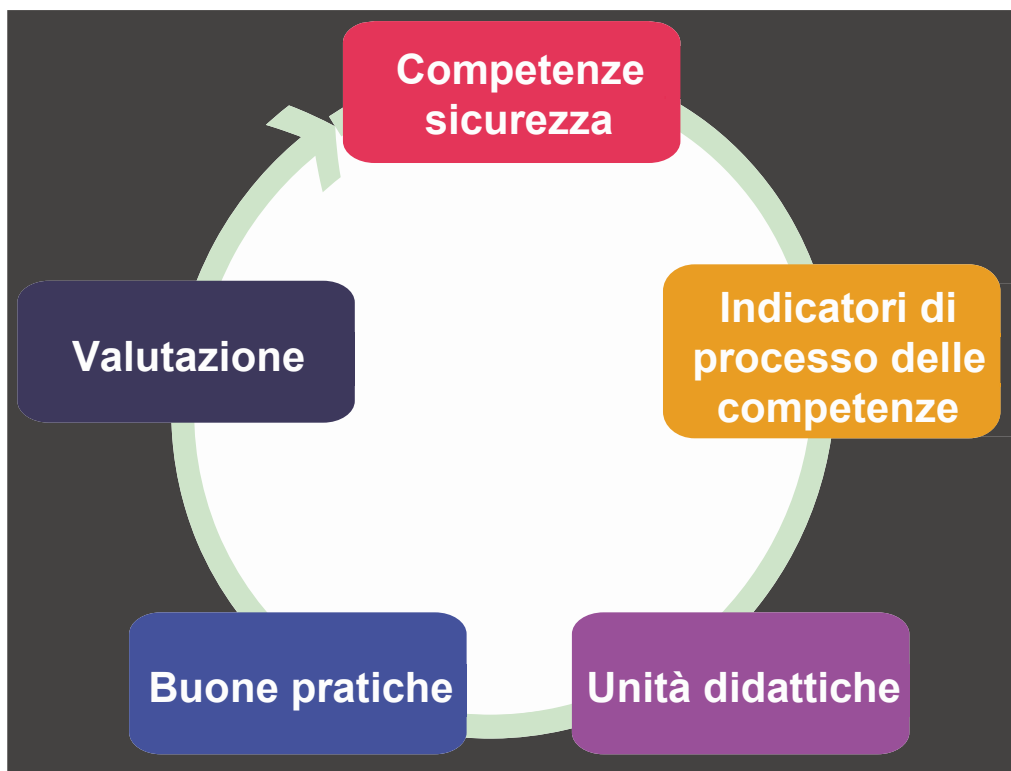 Competenze
sicurezza
Indicatori di
processo delle
competenze
Unità didattiche
Buone pratiche
Valutazione